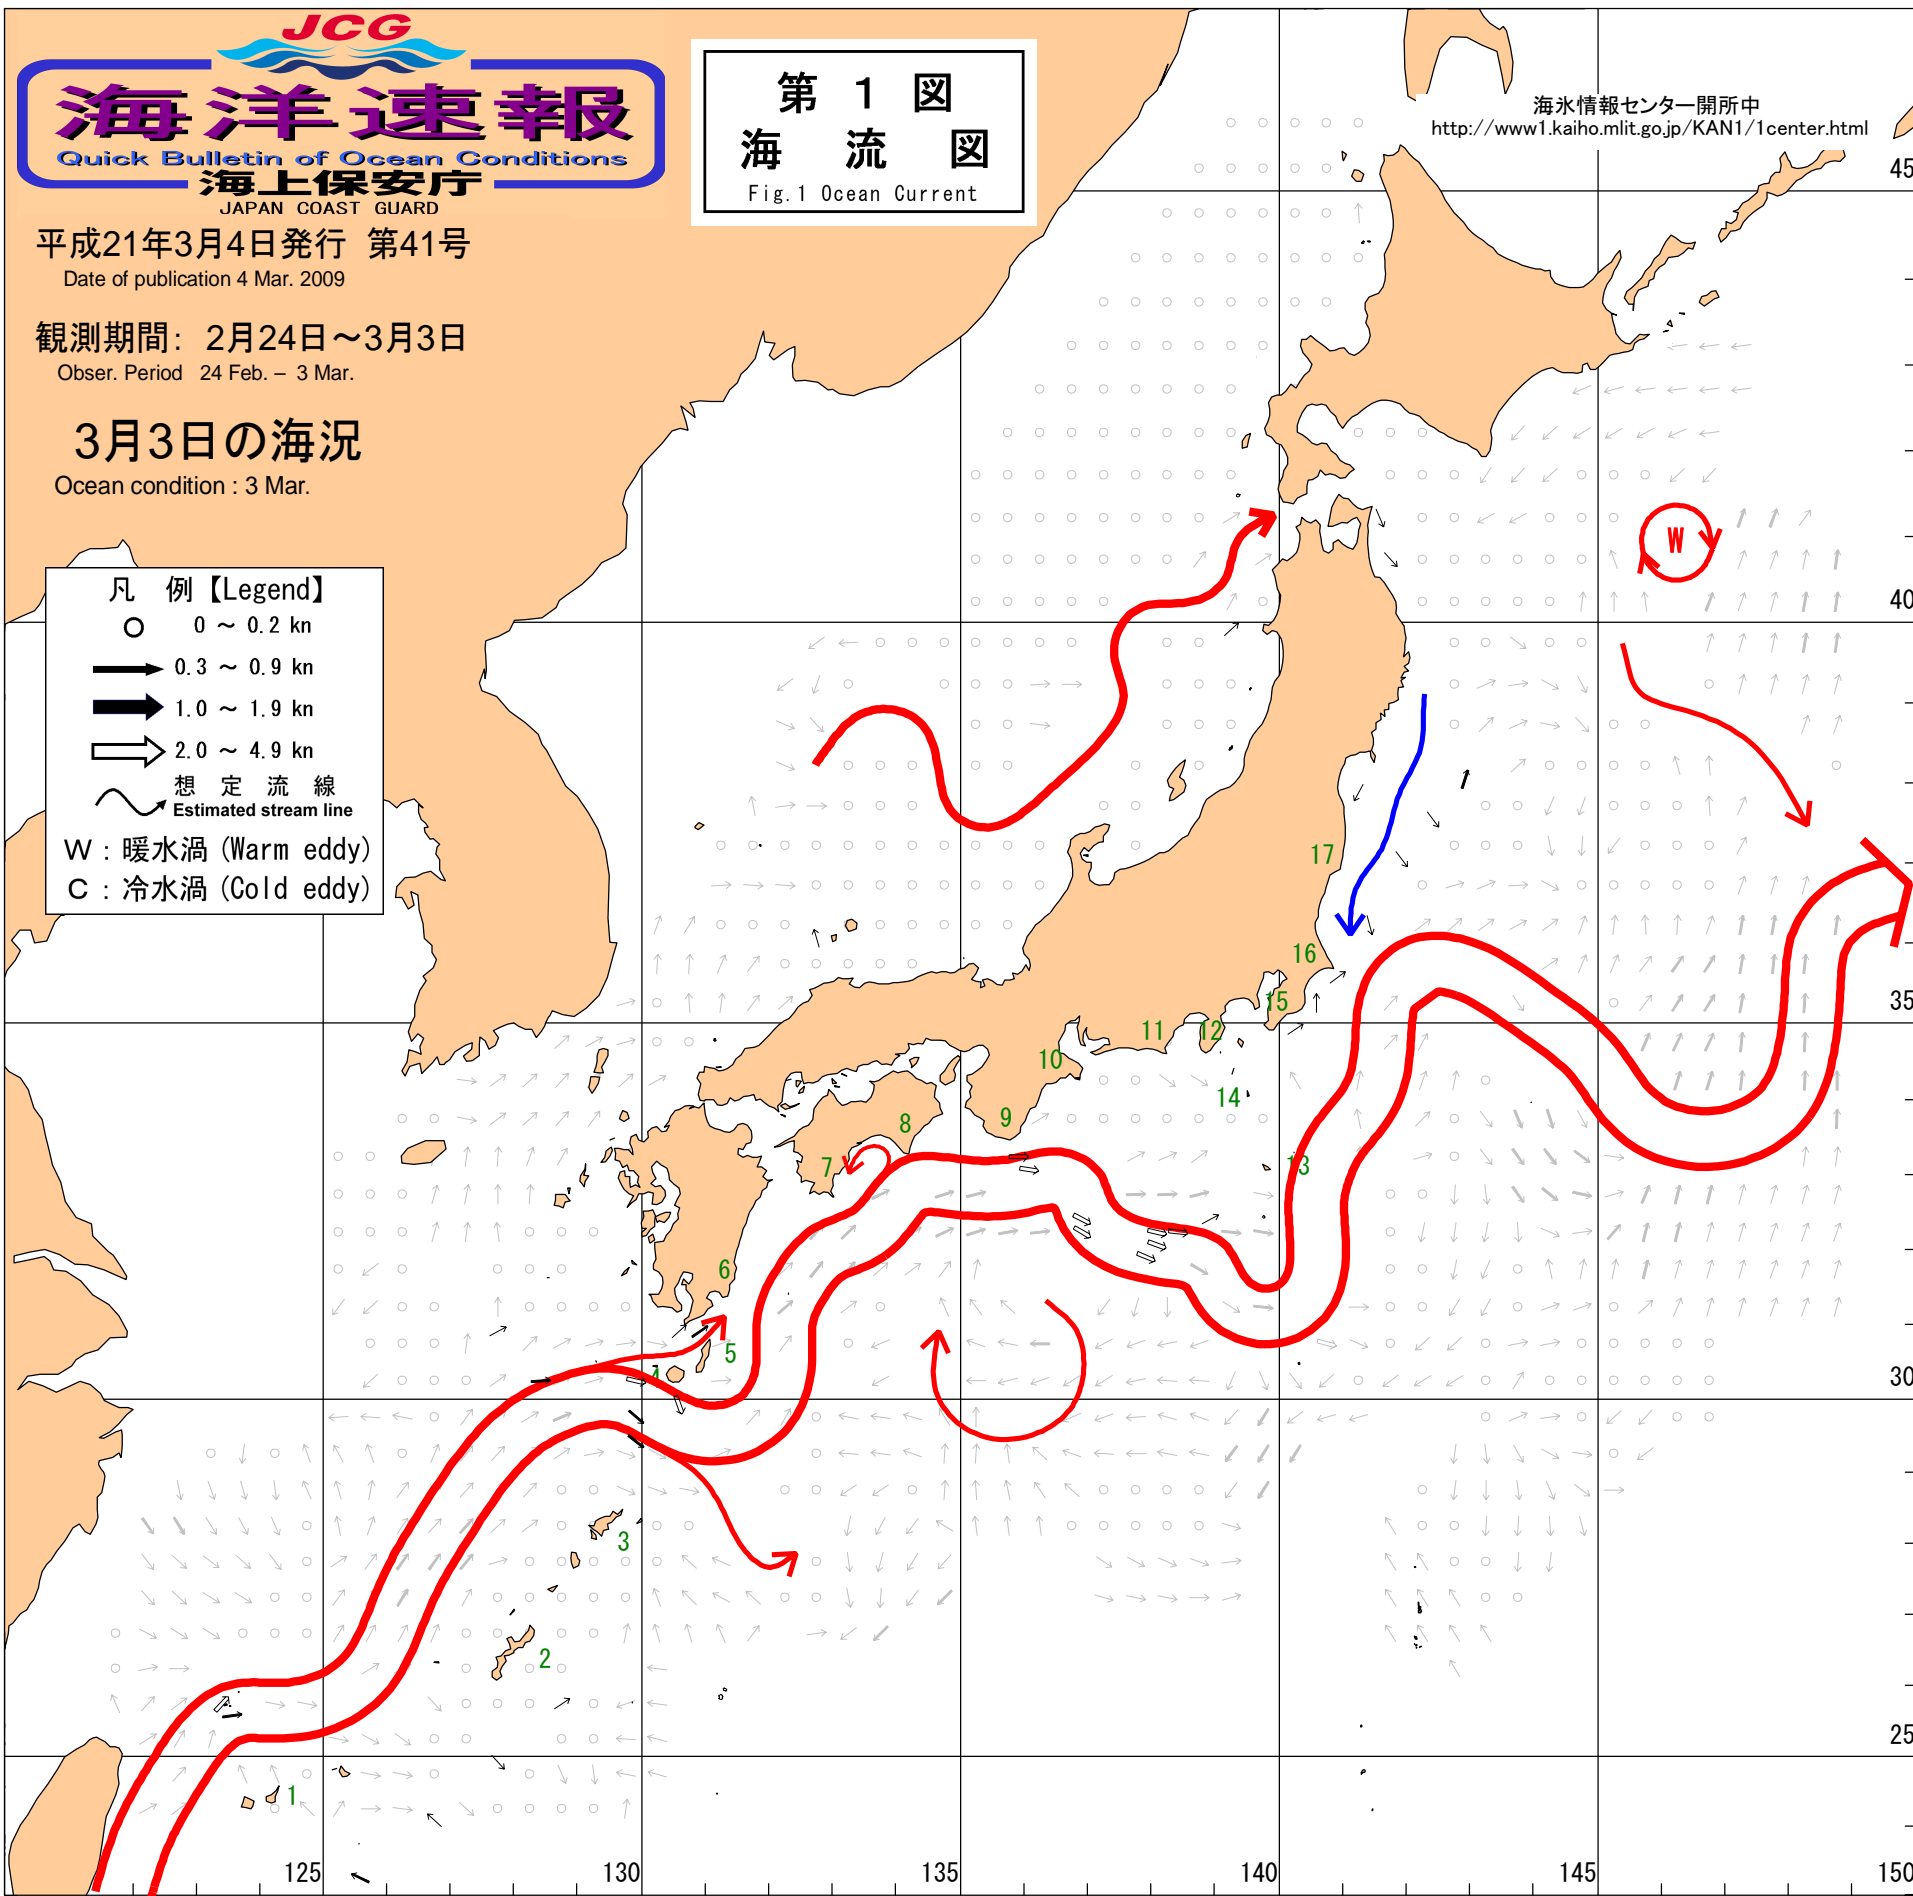 JCG
海洋速報
Quick Bulletin of Ocean Conditions
海上保安庁
JAPAN COAST GUARD
平成21年3月4日発行 第41号
Date of publication 4 Mar. 2009
観測期間: 2月24日～3月3日
Obser. Period 24 Feb. – 3 Mar.
3月3日の海況
Ocean condition : 3 Mar.
第 1 図
海 流 図
Fig.1 Ocean Current
海氷情報センター開所中
http://www1.kaiho.mlit.go.jp/KAN1/1center.html
凡 例【Legend】
0 ～ 0.2 kn
0.3 ～ 0.9 kn
1.0 ～ 1.9 kn
2.0 ～ 4.9 kn
想 定 流 線
Estimated stream line
W : 暖水渦 (Warm eddy)
C : 冷水渦 (Cold eddy)
45
W
40
17
16
35
15
11
12
10
14
9
8
7
13
6
5
4
30
3
2
25
1
125
130
135
140
145
150